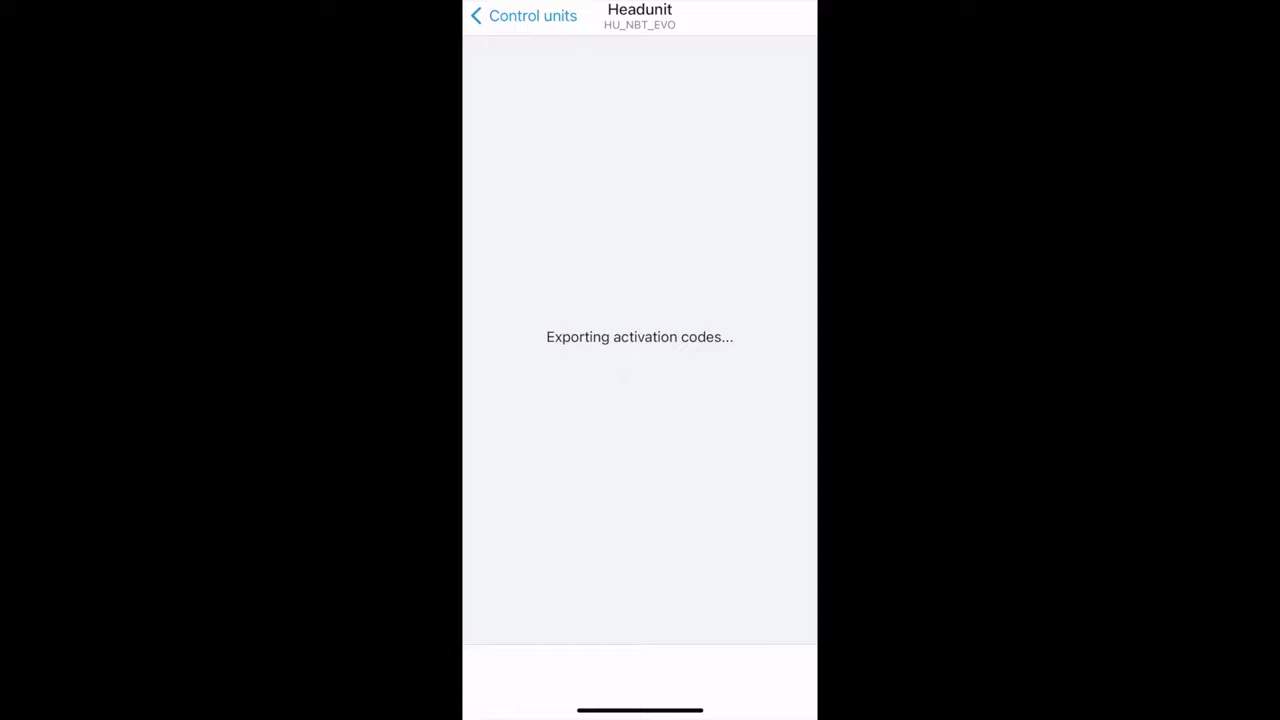 Control units
Headunit
HU_NBT_EVO
Exporting activation codes...